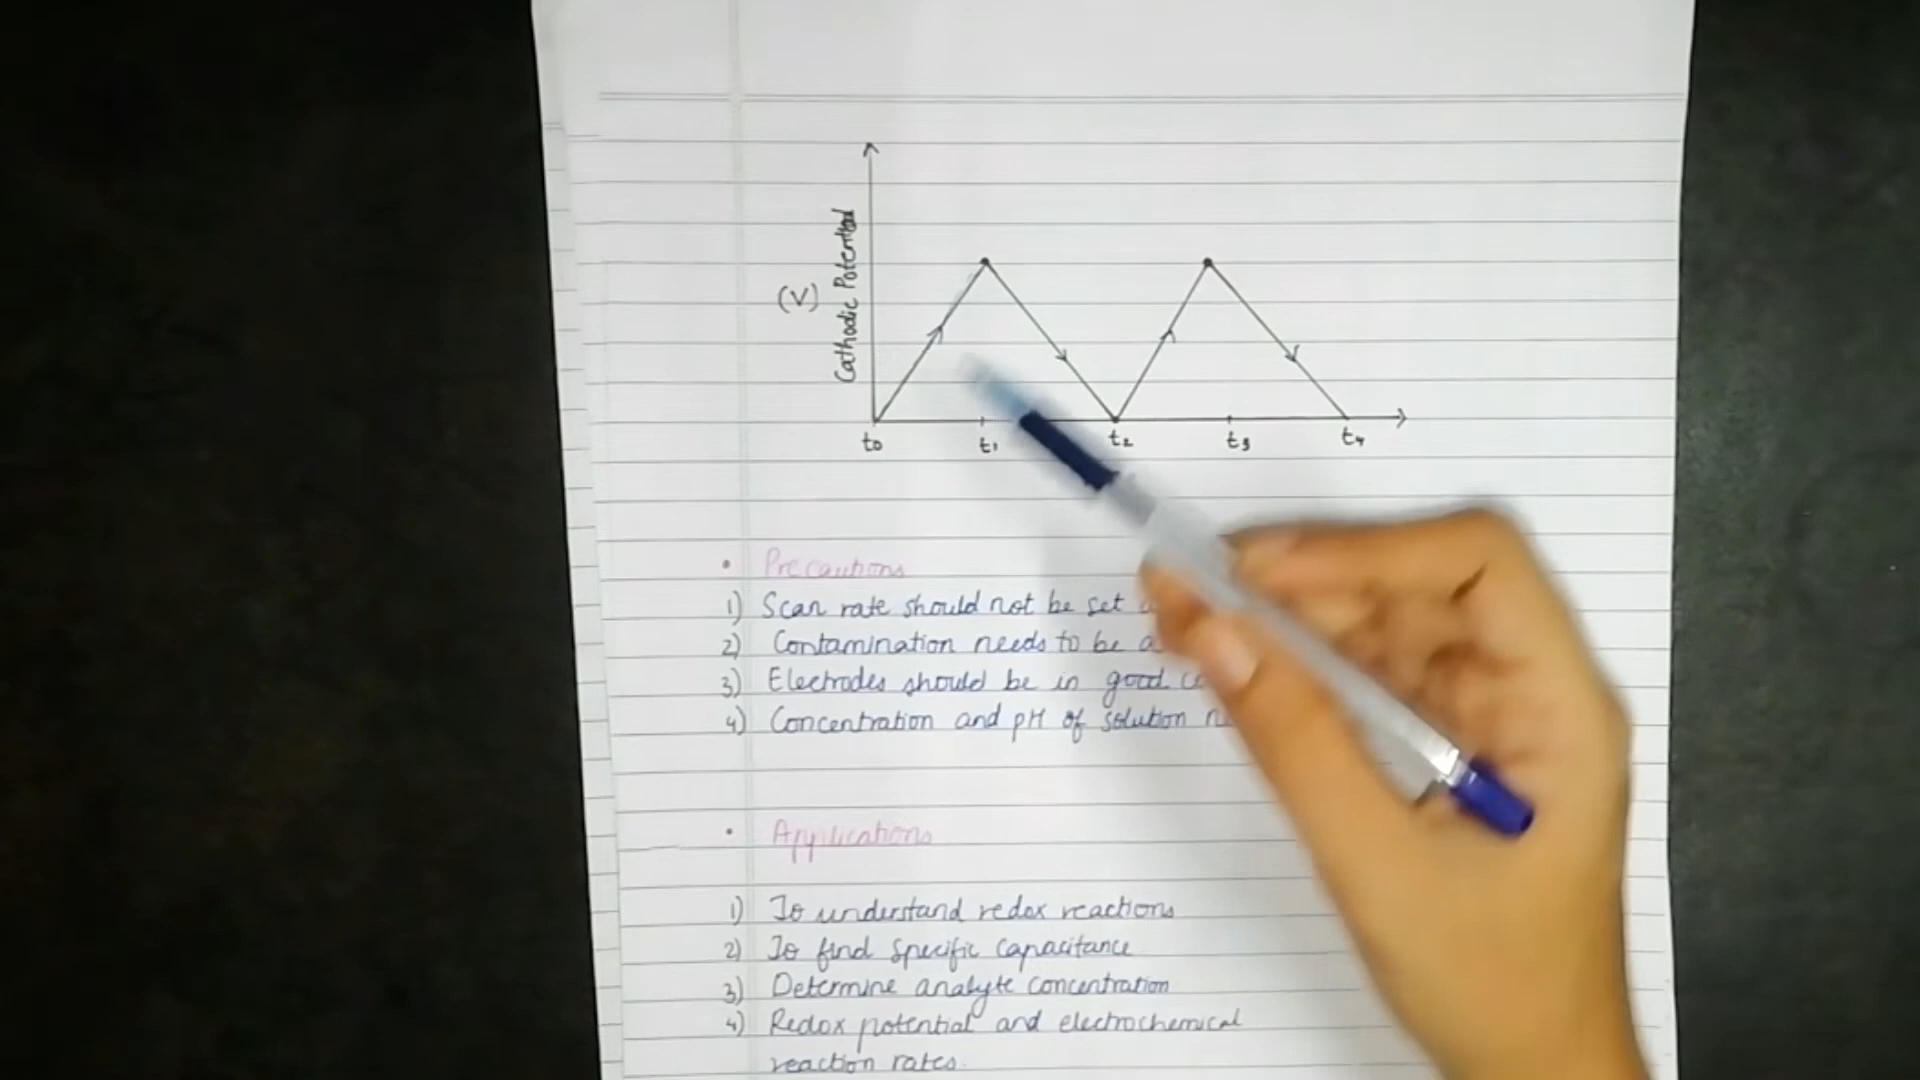 Cathodic Potential
(V)
t0 t1 t2 t3 t4
• Precautions
1) Scan rate should not be set
2) Contamination needs to be
3) Electrodes should be in good
4) Concentration and pH of solution
• Applications
1) To understand redox reactions
2) To find specific capacitance
3) Determine analyte concentration
4) Redox potential and electrochemical
reaction rates.